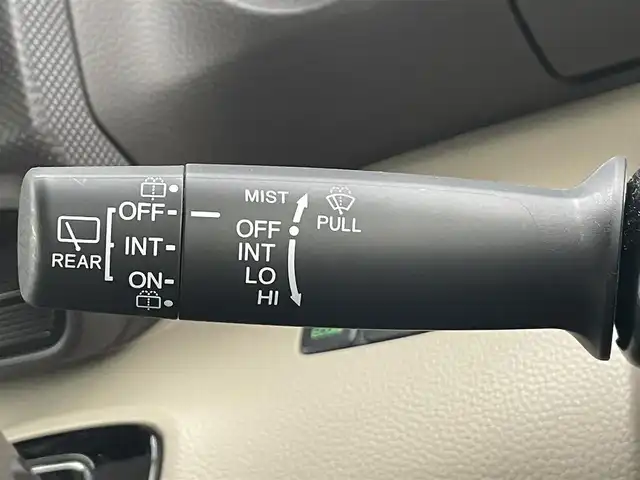 OFF
INT
REAR
ON
MIST
PULL
OFF
INT
LO
HI